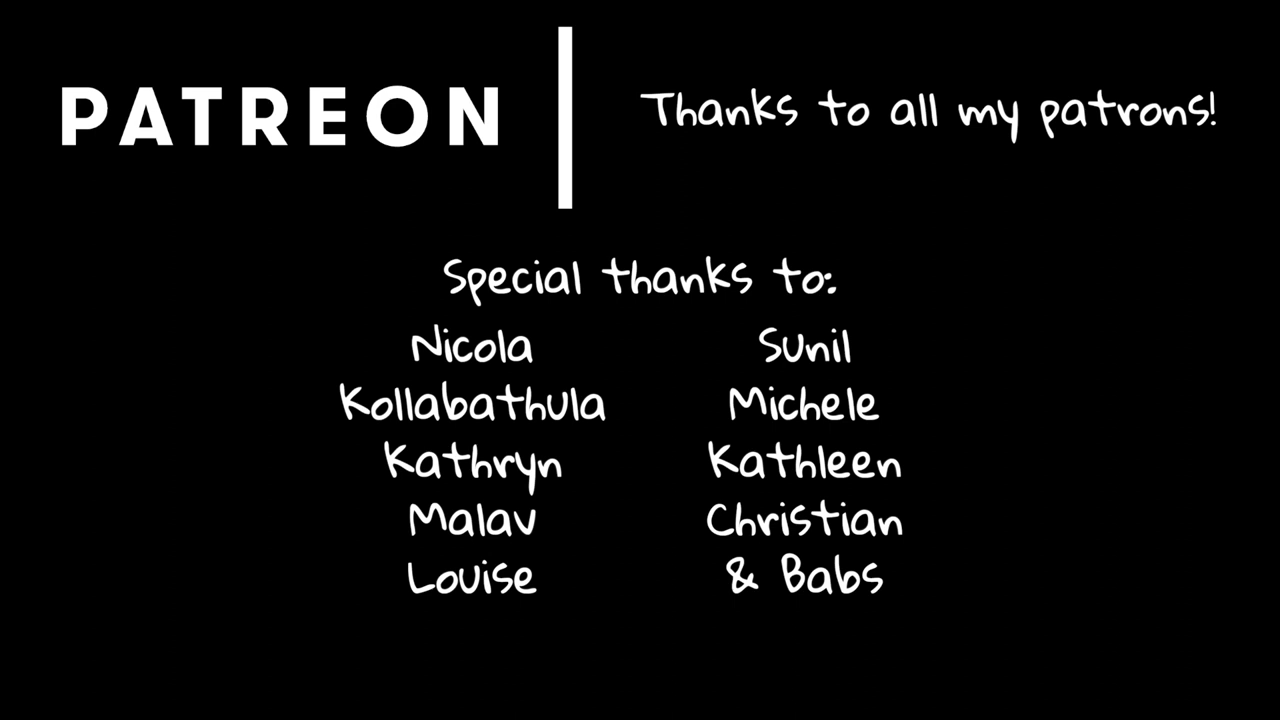 PATREON
Thanks to all my patrons!
Special thanks to:
Nicola
Kollabathula
Kathryn
Malav
Louise
Sunil
Michele
Kathleen
Christian
& Babs